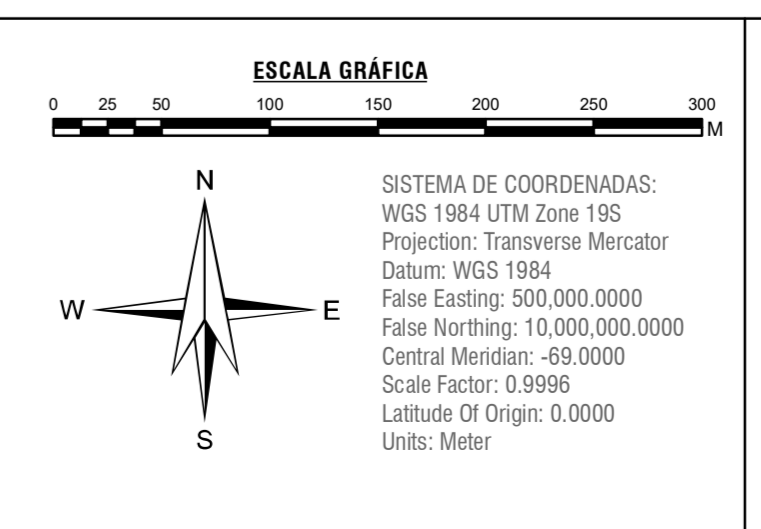 ESCALA GRÁFICA
0 25 50 100 150 200 250 300
M
N
W E
S
SISTEMA DE COORDENADAS:
WGS 1984 UTM Zone 19S
Projection: Transverse Mercator
Datum: WGS 1984
False Easting: 500,000.0000
False Northing: 10,000,000.0000
Central Meridian: -69.0000
Scale Factor: 0.9996
Latitude Of Origin: 0.0000
Units: Meter